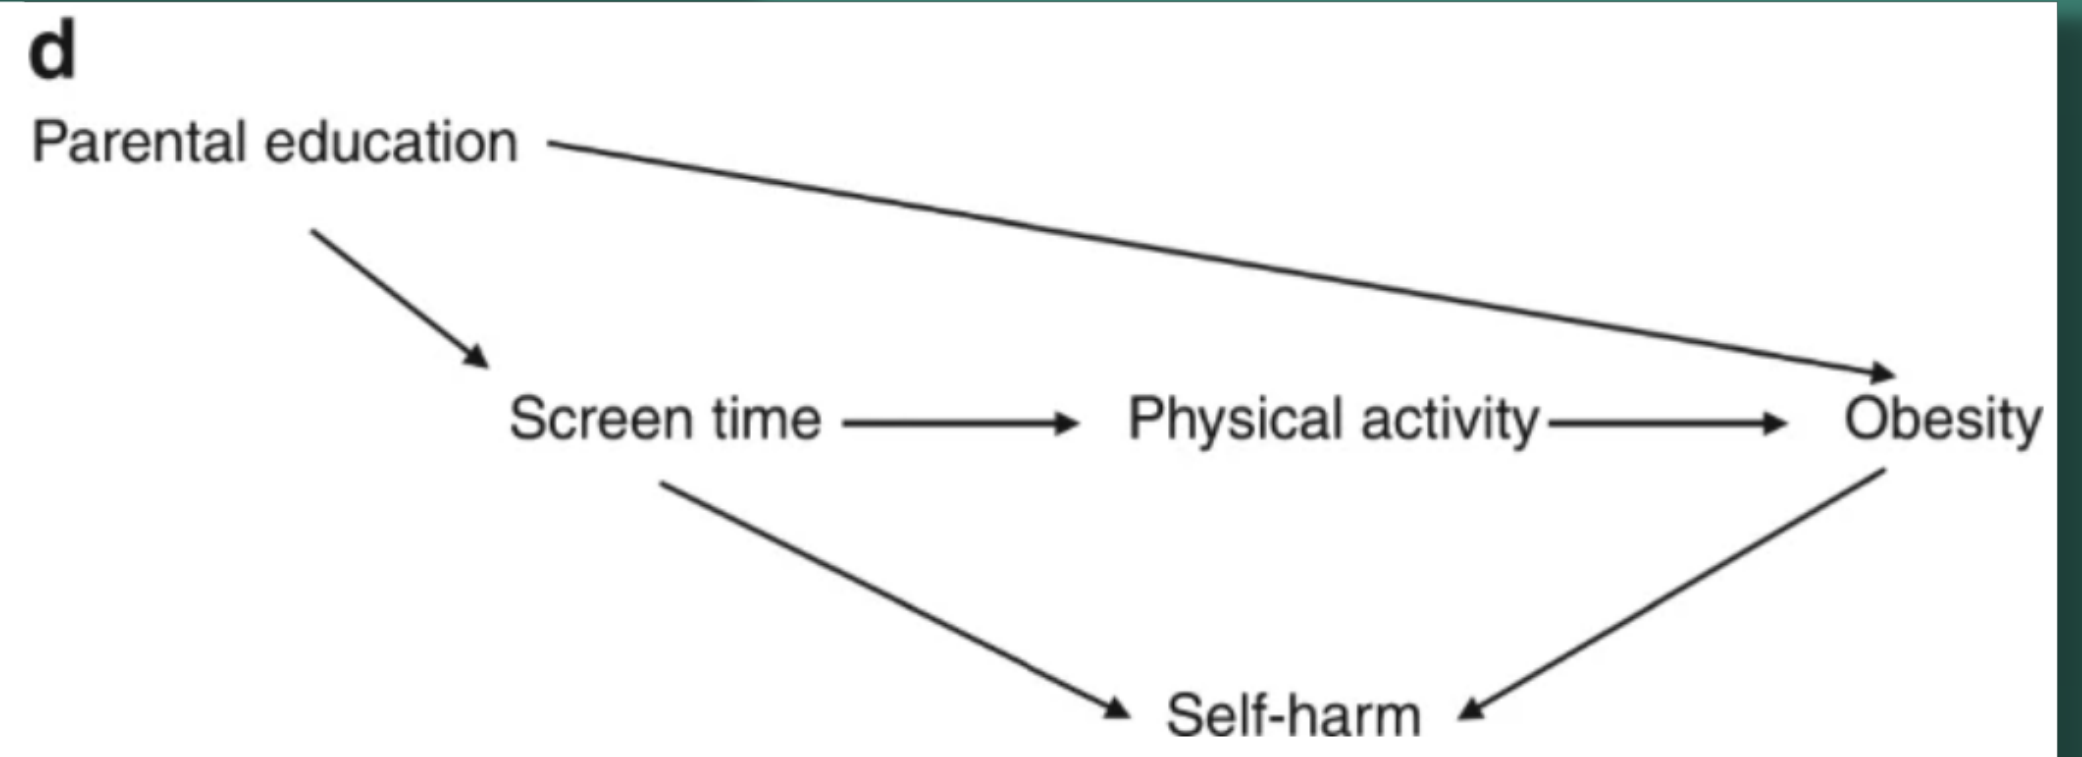 d
Parental education
Screen time
Physical activity
Obesity
Self-harm